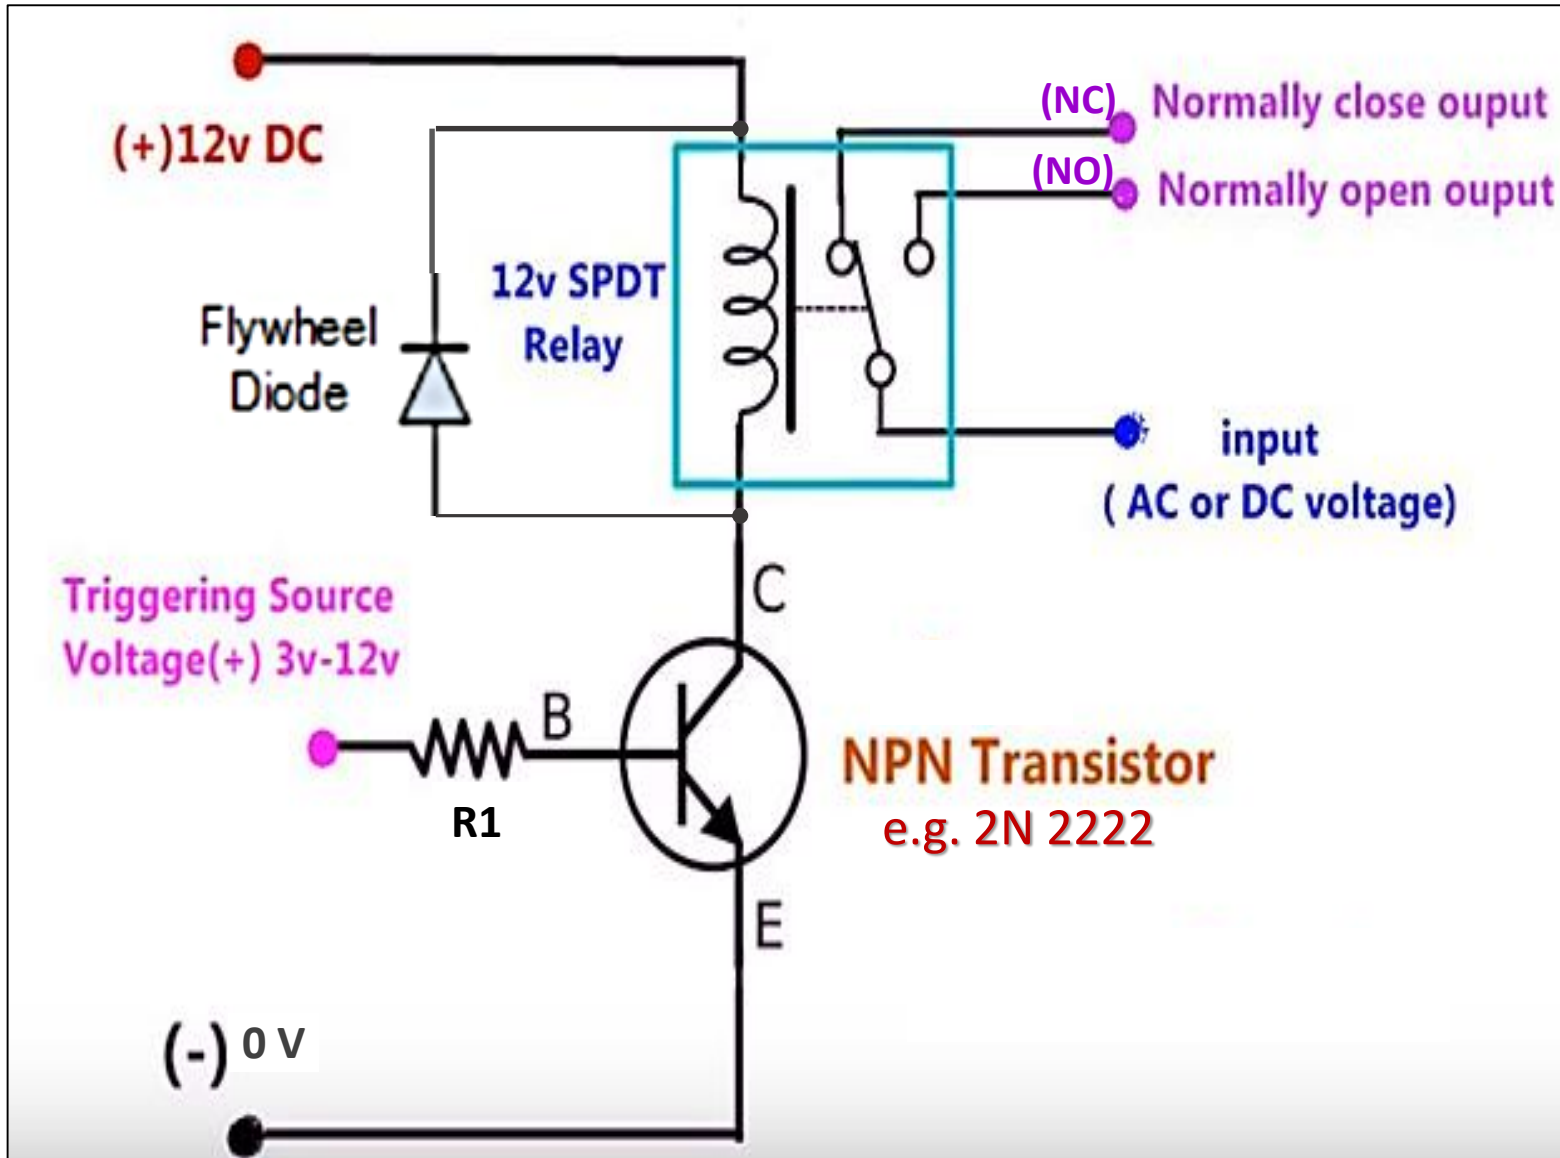 (+)12v DC
(NC)
Normally close ouput
(NO)
Normally open ouput
12v SPDT
Relay
Flywheel
Diode
input
( AC or DC voltage)
C
Triggering Source
Voltage(+) 3v-12v
B
R1
NPN Transistor
e.g. 2N 2222
E
(-) 0 V